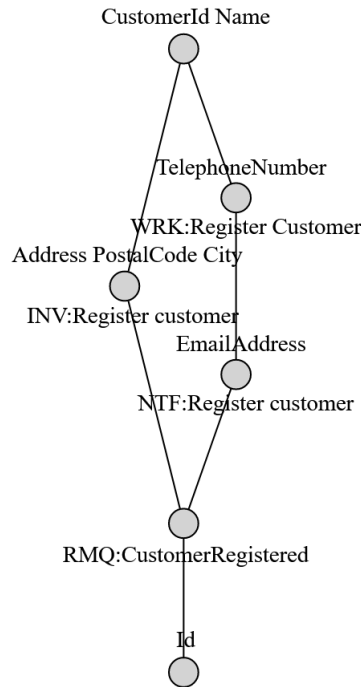 CustomerId Name
TelephoneNumber
WRK:Register Customer
Address PostalCode City
INV:Register customer
EmailAddress
NTF:Register customer
RMQ:CustomerRegistered
Id